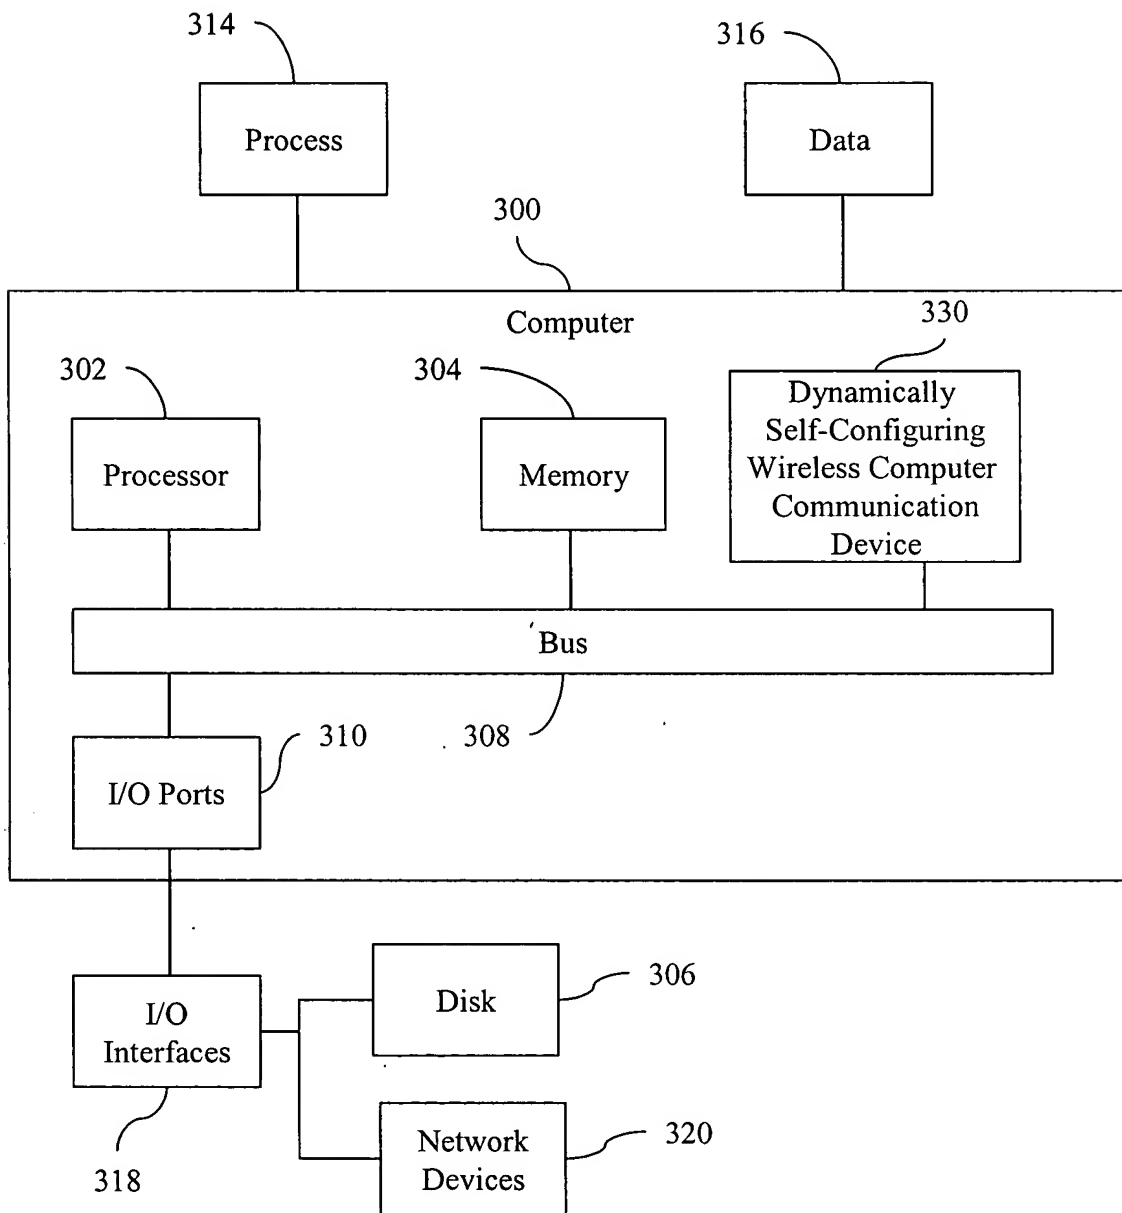 314
316
Process
Data
300
Computer
330
302
304
Dynamically
Self-Configuring
Wireless Computer
Communication
Device
Processor
Memory
Bus
310
308
I/O Ports
Disk
306
I/O
Interfaces
Network
Devices
320
318